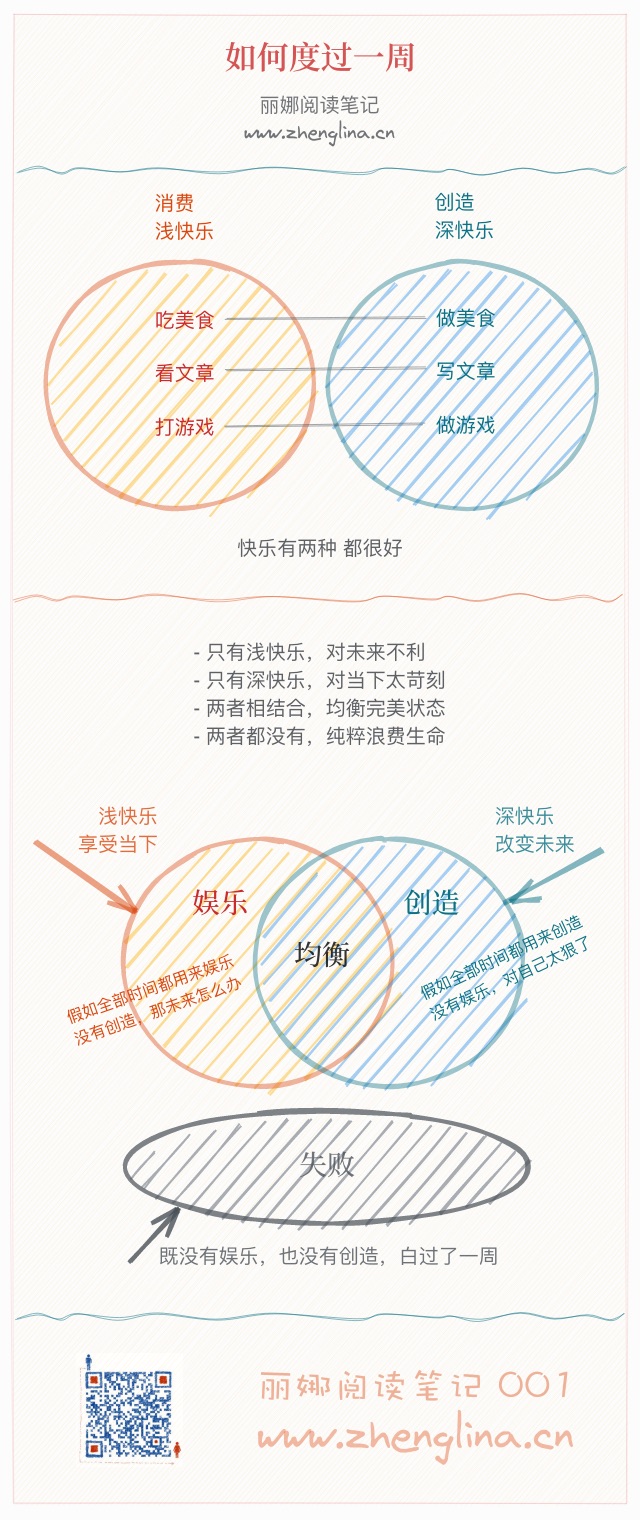 如何度过一周
丽娜阅读笔记
www.zhenglina.cn
消费
浅快乐
创造
深快乐
吃美食
做美食
看文章
写文章
打游戏
做游戏
快乐有两种 都很好
- 只有浅快乐，对未来不利
- 只有深快乐，对当下太苛刻
- 两者相结合，均衡完美状态
- 两者都没有，纯粹浪费生命
浅快乐
享受当下
深快乐
改变未来
娱乐
创造
均衡
假如全部时间都用来娱乐
没有创造，那未来怎么办
假如全部时间都用来创造
没有娱乐，对自己太狠了
失败
既没有娱乐，也没有创造，白过了一周
丽娜阅读笔记 001
www.zhenglina.cn